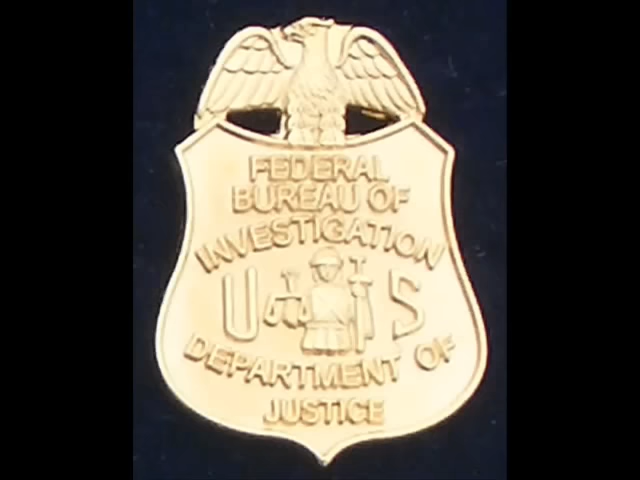 FEDERAL
BUREAU OF
INVESTIGATION
U S
DEPARTMENT OF
JUSTICE